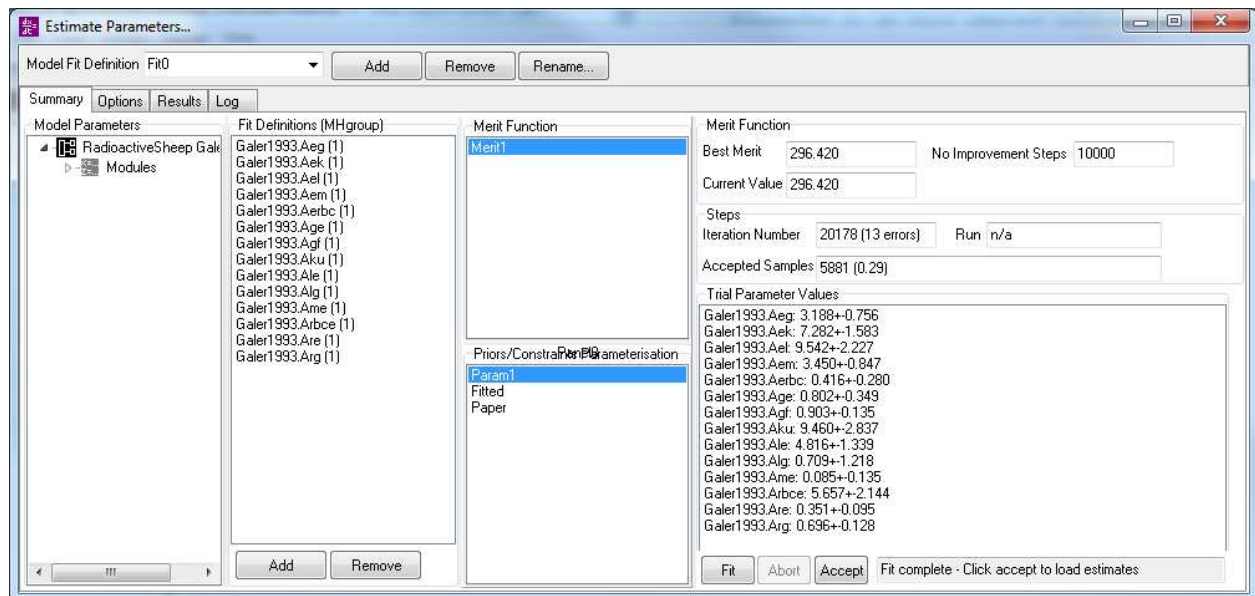 Estimate Parameters...
Model Fit Definition Fit0 Add Remove Rename...
Summary Options Results Log
Model Parameters
RadioactiveSheep Gale
Modules
Fit Definitions (MHgroup)
Galer1993.Aeg (1)
Galer1993.Aek (1)
Galer1993.Ael (1)
Galer1993.Aem (1)
Galer1993.Aerbc (1)
Galer1993.Age (1)
Galer1993.Agf (1)
Galer1993.Aku (1)
Galer1993.Ale (1)
Galer1993.Alg (1)
Galer1993.Ame (1)
Galer1993.Arbce (1)
Galer1993.Are (1)
Galer1993.Arg (1)
Add Remove
Merit Function
Merit1
Priors/Constraints Parameterisation
Param1
Fitted
Paper
Merit Function
Best Merit 296.420 No Improvement Steps 10000
Current Value 296.420
Steps
Iteration Number 20178 (13 errors) Run n/a
Accepted Samples 5881 (0.29)
Trial Parameter Values
Galer1993.Aeg: 3.188+-0.756
Galer1993.Aek: 7.282+-1.583
Galer1993.Ael: 9.542+-2.227
Galer1993.Aem: 3.450+-0.847
Galer1993.Aerbc: 0.416+-0.280
Galer1993.Age: 0.802+-0.349
Galer1993.Agf: 0.903+-0.135
Galer1993.Aku: 9.460+-2.837
Galer1993.Ale: 4.816+-1.339
Galer1993.Alg: 0.709+-1.218
Galer1993.Ame: 0.085+-0.135
Galer1993.Arbce: 5.657+-2.144
Galer1993.Are: 0.351+-0.095
Galer1993.Arg: 0.696+-0.128
Fit Abort Accept Fit complete - Click accept to load estimates